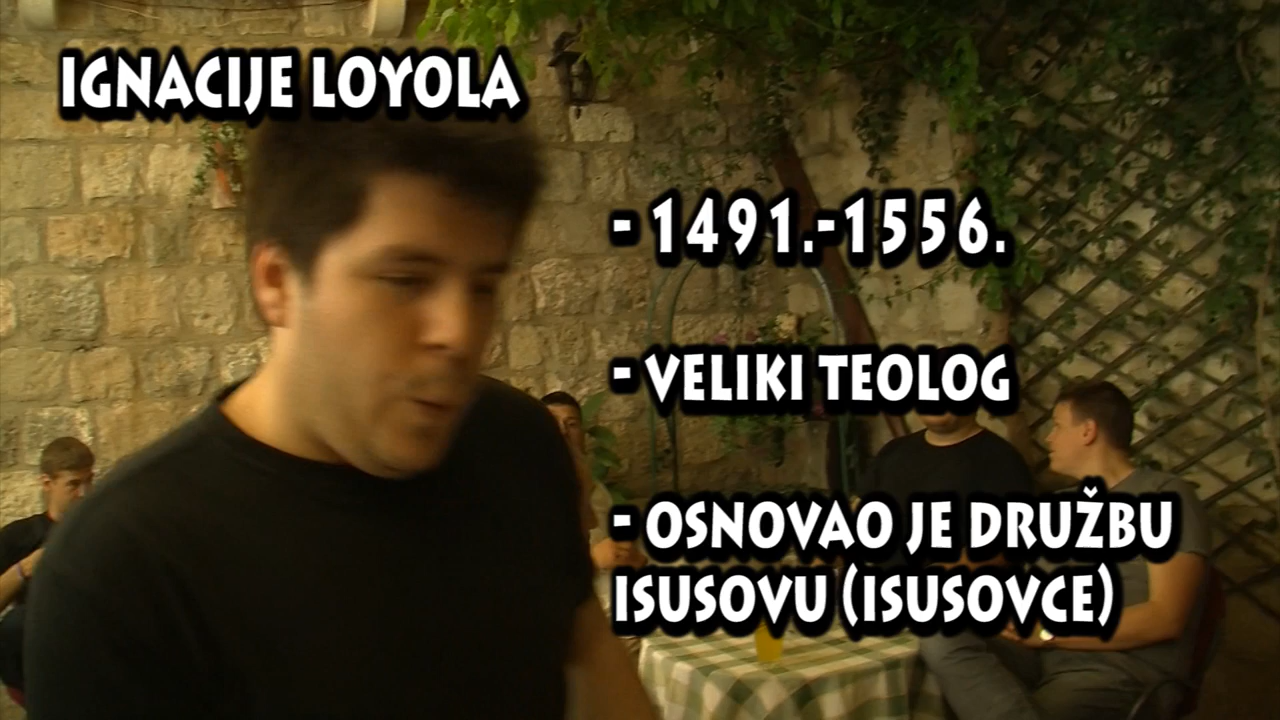 IGNACIJE LOYOLA
- 1491.-1556.
- VELIKI TEOLOG
- OSNOVAO JE DRUŽBU
ISUSOVU (ISUSOVCE)